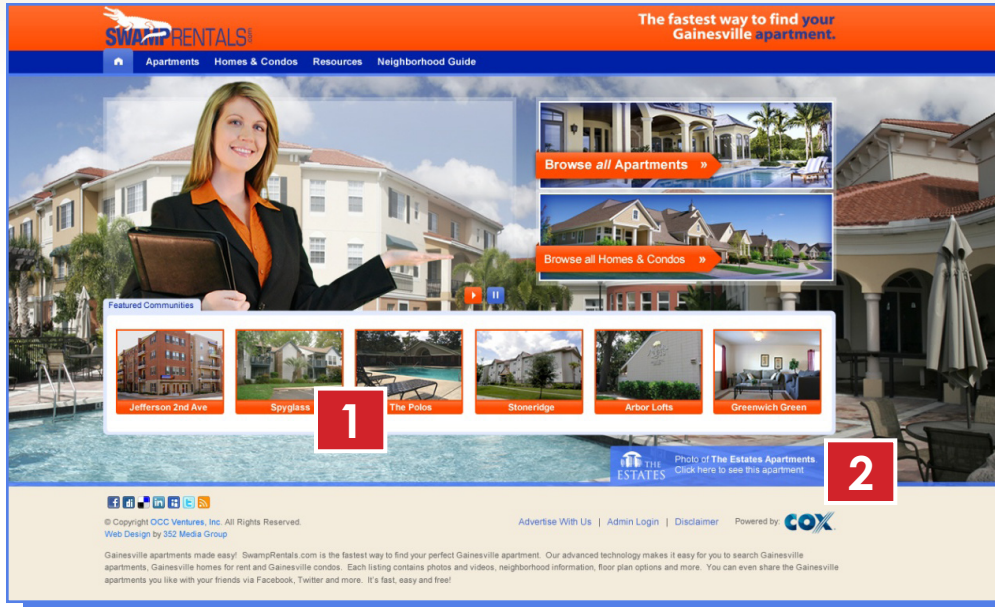 SWAMPRENTALS.com
The fastest way to find your
Gainesville apartment.
Apartments Homes & Condos Resources Neighborhood Guide
Browse all Apartments »
Browse all Homes & Condos »
Featured Communities
Jefferson 2nd Ave Spyglass The Polos Stoneridge Arbor Lofts Greenwich Green
1
THE
ESTATES
Photo of The Estates Apartments
Click here to see this apartment
2
© Copyright OCC Ventures, Inc. All Rights Reserved.
Web Design by 352 Media Group
Advertise With Us | Admin Login | Disclaimer Powered by: COX
Gainesville apartments made easy! SwampRentals.com is the fastest way to find your perfect Gainesville apartment. Our advanced technology makes it easy for you to search Gainesville
apartments, Gainesville homes for rent and Gainesville condos. Each listing contains photos and videos, neighborhood information, floor plan options and more. You can even share the Gainesville
apartments you like with your friends via Facebook, Twitter and more. It's fast, easy and free!